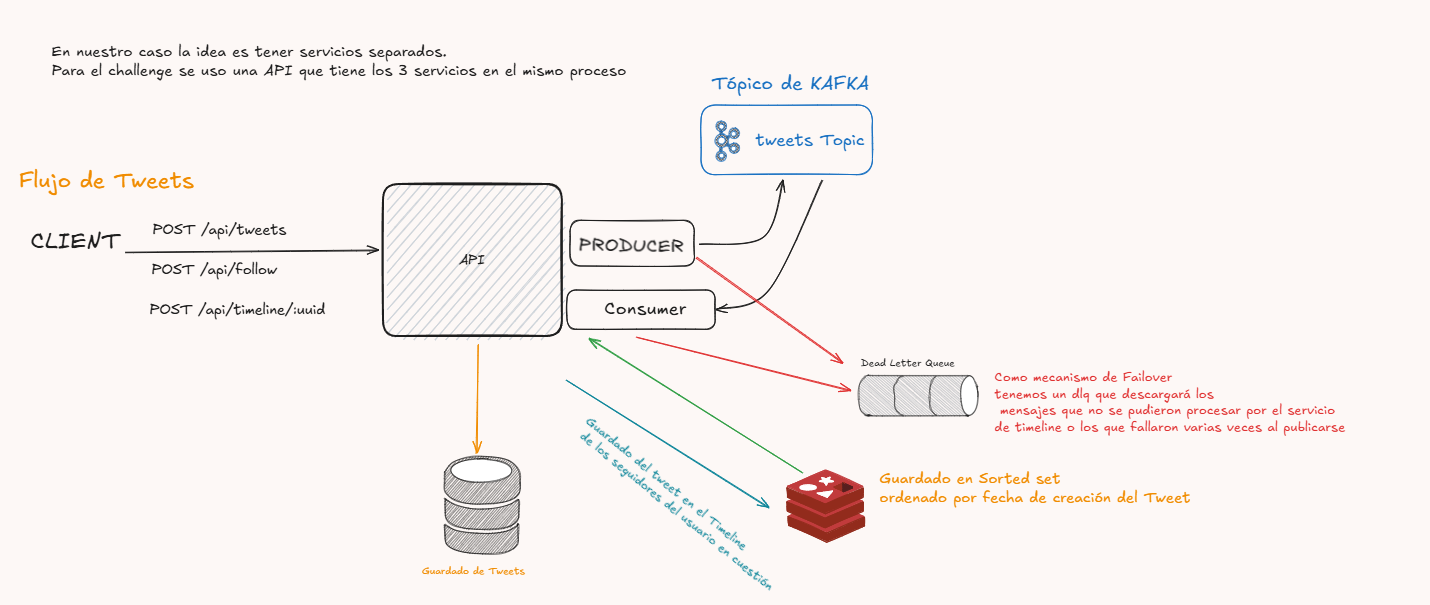 En nuestro caso la idea es tener servicios separados.
Para el challenge se uso una API que tiene los 3 servicios en el mismo proceso
Tópico de KAFKA
tweets Topic
Flujo de Tweets
CLIENT
POST /api/tweets
POST /api/follow
POST /api/timeline/:uuid
API
PRODUCER
Consumer
Dead Letter Queue
Como mecanismo de Failover
tenemos un dlq que descargará los
mensajes que no se pudieron procesar por el servicio
de timeline o los que fallaron varias veces al publicarse
Guardado del tweet en el Timeline
de los seguidores del usuario en cuestión
Guardado en Sorted set
ordenado por fecha de creación del Tweet
Guardado de Tweets